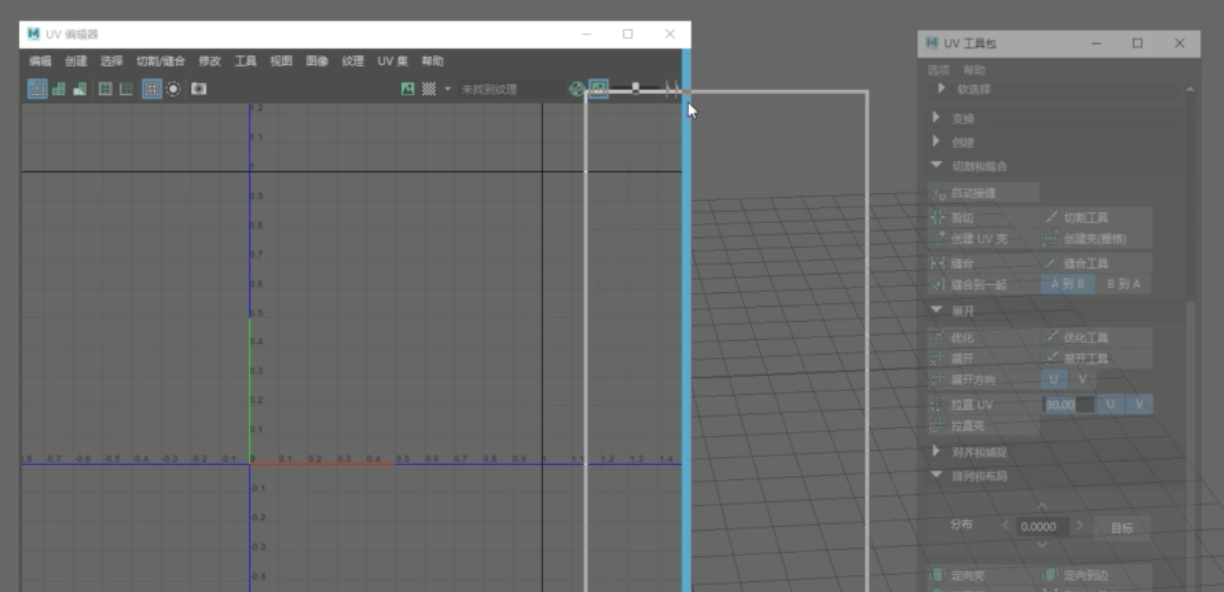 UV 编辑器
编辑 创建 选择 切割/缝合 修改 工具 视图 图像 纹理 UV 集 帮助
未找到纹理
1.2
1.1
1
0.9
0.8
0.7
0.6
0.5
0.4
0.3
0.2
0.1
-0.8 -0.7 -0.6 -0.5 -0.4 -0.3 -0.2 -0.1 0 0.1 0.2 0.3 0.4 0.5 0.6 0.7 0.8 0.9 1 1.1 1.2 1.3 1.4
-0.1
-0.2
-0.3
-0.4
UV 工具包
选项 帮助
软选择
变换
创建
切割和缝合
自动接缝
剪切 切割工具
创建 UV 壳 创建壳(栅格)
缝合 缝合工具
缝合到一起 A 到 B B 到 A
展开
优化 优化工具
展开 展开工具
展开方向 U V
拉直 UV 30.00 U V
拉直壳
对齐和捕捉
排列和布局
分布 0.0000 目标
定向壳 定向到边